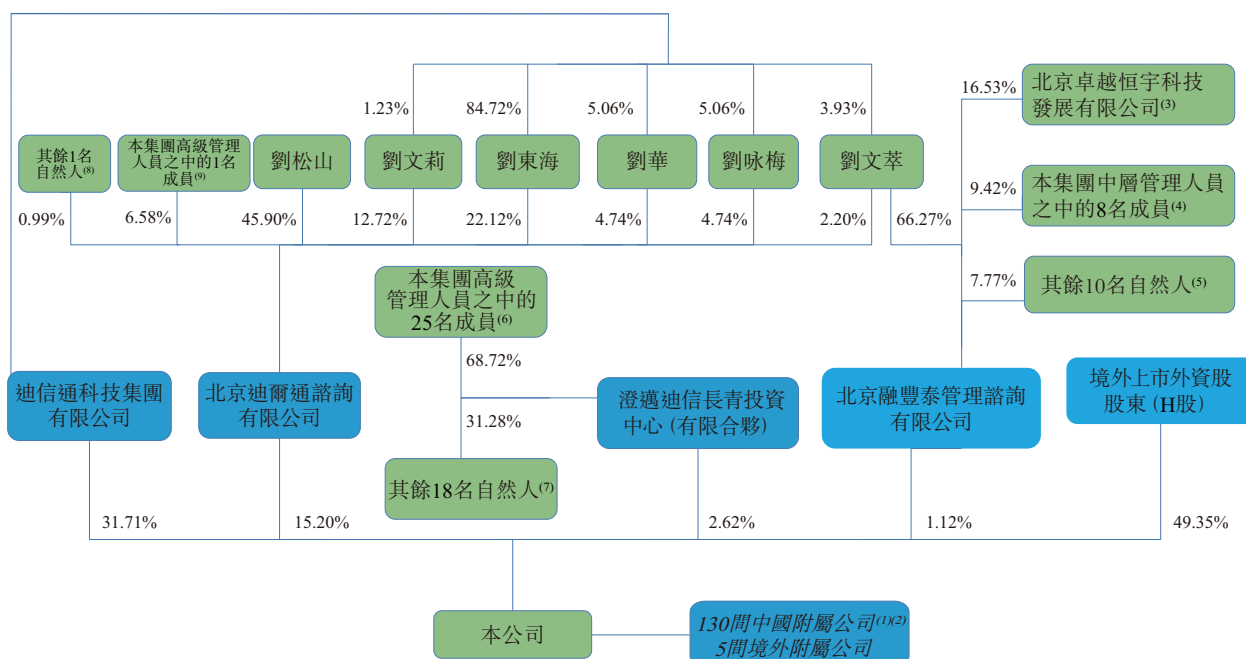 1.23%
84.72%
5.06%
5.06%
3.93%
16.53%
北京卓越恒宇科技
發展有限公司(3)
其餘1名
自然人(8)
本集團高級管理
人員之中的1名
成員(9)
劉松山
劉文莉
劉東海
劉華
劉咏梅
劉文萃
9.42%
本集團中層管理人員
之中的8名成員(4)
0.99%
6.58%
45.90%
12.72%
22.12%
4.74%
4.74%
2.20%
66.27%
7.77%
其餘10名自然人(5)
本集團高級
管理人員之中的
25名成員(6)
68.72%
31.28%
其餘18名自然人(7)
迪信通科技集團
有限公司
北京迪爾通諮詢
有限公司
澄邁迪信長青投資
中心 (有限合夥)
北京融豐泰管理諮詢
有限公司
境外上市外資股
股東 (H股)
31.71%
15.20%
2.62%
1.12%
49.35%
本公司
130間中國附屬公司(1)(2)
5間境外附屬公司